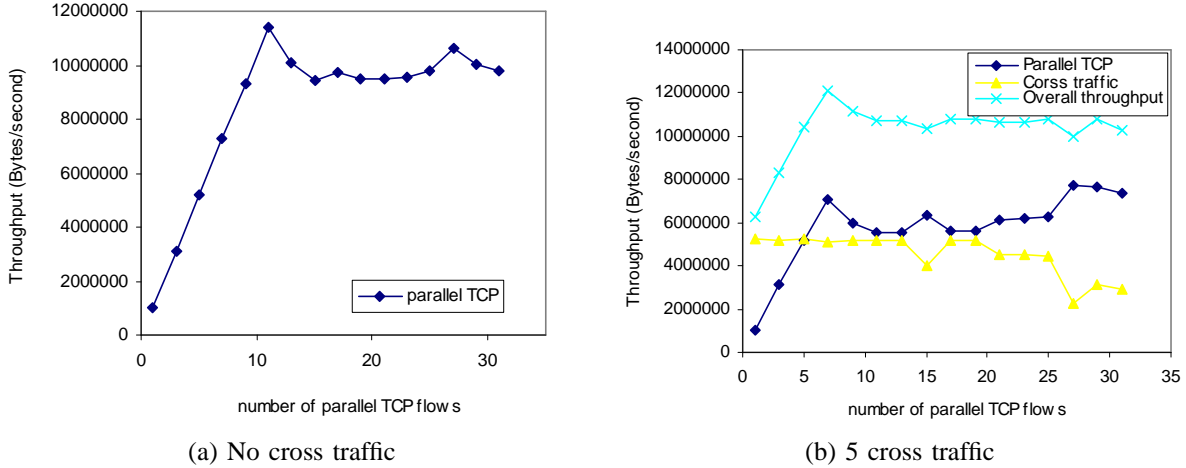 12000000
10000000
8000000
6000000
4000000
2000000
0
Throughput (Bytes/second)
parallel TCP
0 10 20 30
number of parallel TCP flows
(a) No cross traffic
14000000
12000000
10000000
8000000
6000000
4000000
2000000
0
Throughput (Bytes/second)
Parallel TCP
Corss traffic
Overall throughput
0 5 10 15 20 25 30 35
number of parallel TCP flows
(b) 5 cross traffic